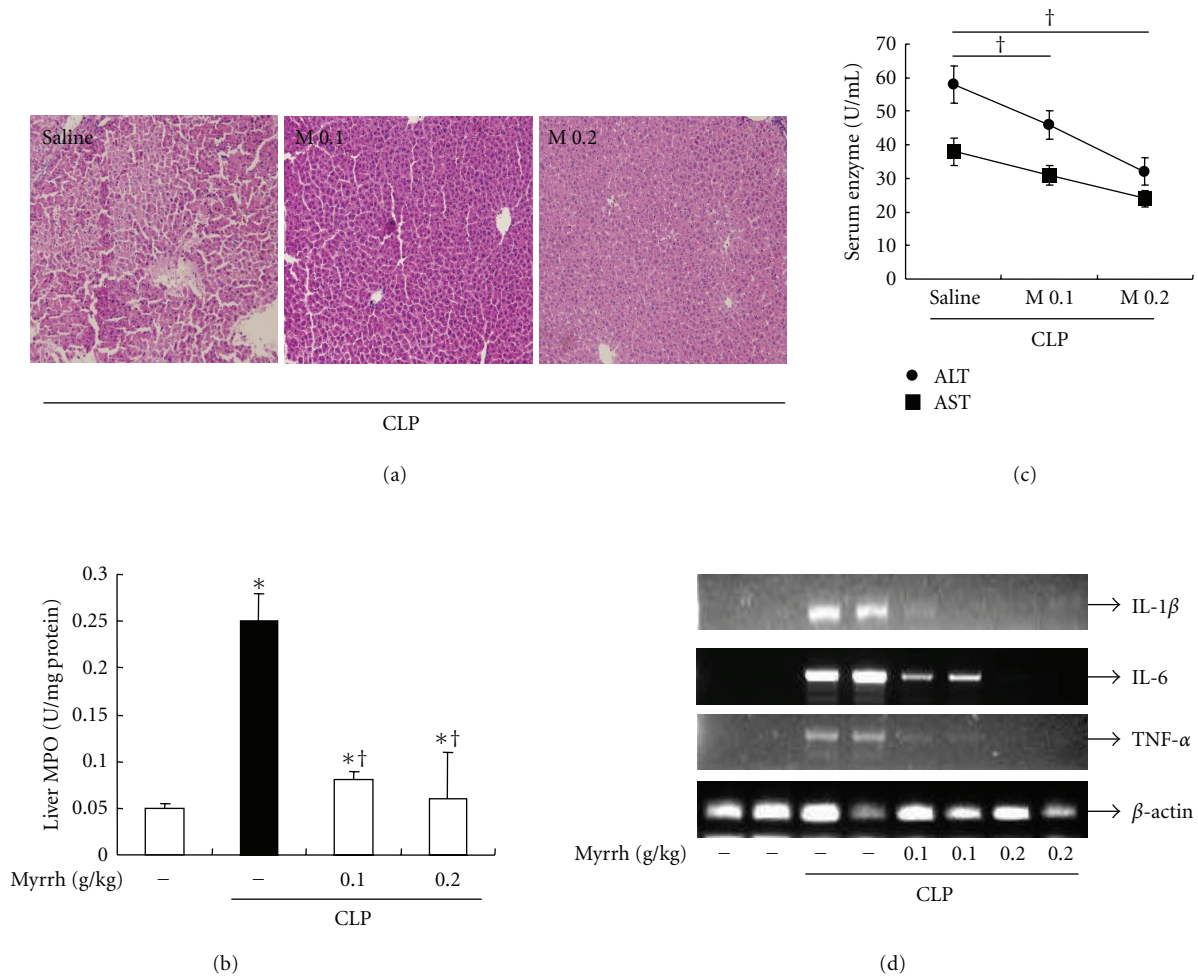 Saline M 0.1 M 0.2
CLP
(a)
†
†
70
60
50
40
30
20
10
0
Serum enzyme (U/mL)
Saline M 0.1 M 0.2
CLP
ALT
AST
(c)
0.3
0.25
0.2
0.15
0.1
0.05
0
Liver MPO (U/mg protein)
*
*†
*†
Myrrh (g/kg) − − 0.1 0.2
CLP
(b)
IL-1β
IL-6
TNF-α
β-actin
Myrrh (g/kg) − − − − 0.1 0.1 0.2 0.2
CLP
(d)